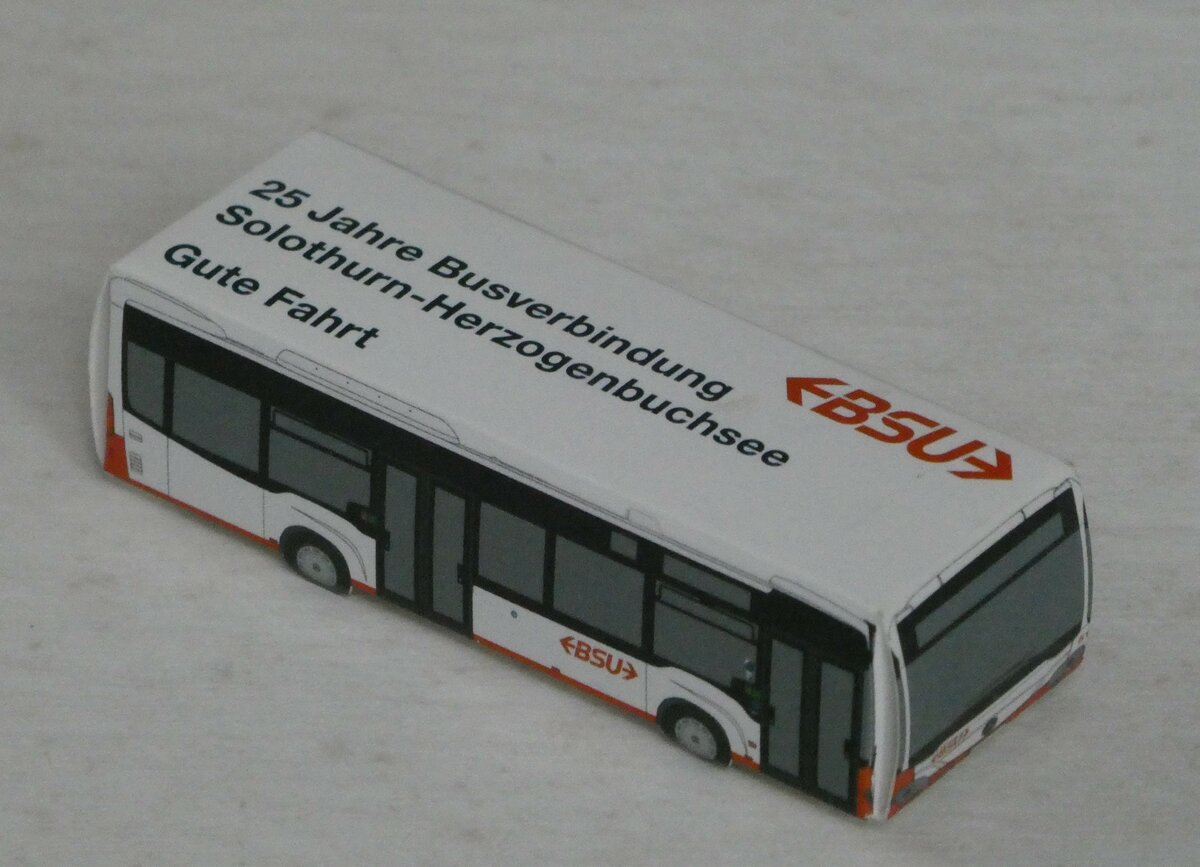 25 Jahre Busverbindung
Solothurn-Herzogenbuchsee
Gute Fahrt
BSU
BSU